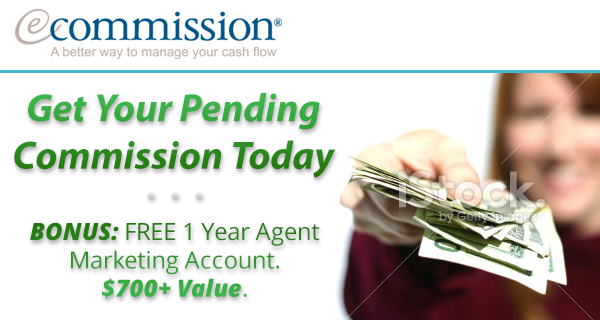 ecommission®
A better way to manage your cash flow
Get Your Pending
Commission Today
iStock.
by Getty Images
BONUS: FREE 1 Year Agent
Marketing Account.
$700+ Value.